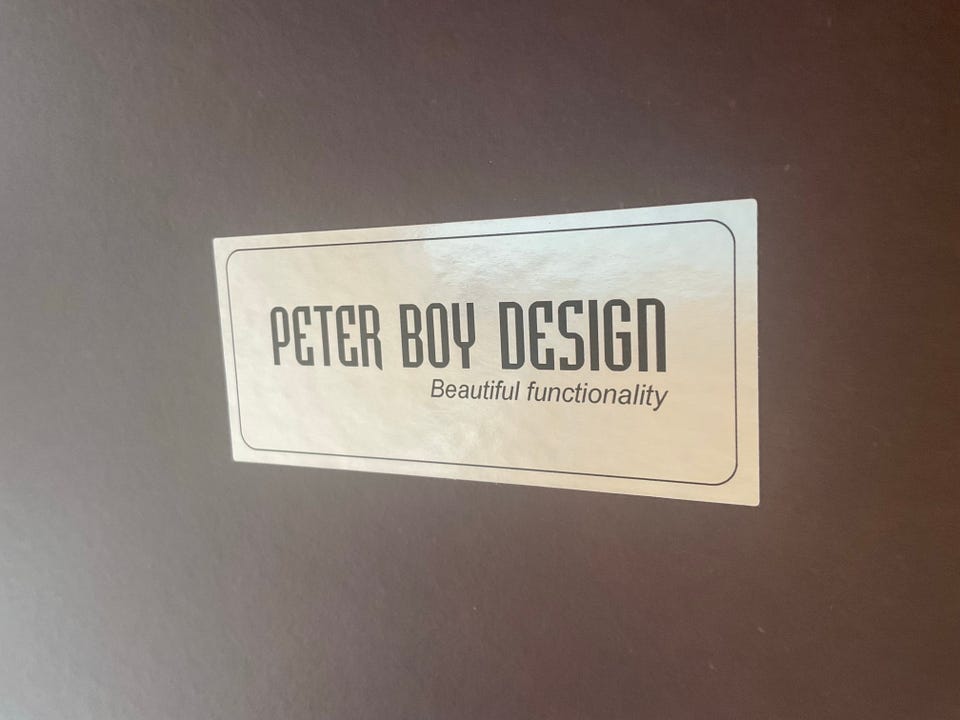 PETER BOY DESIGN
Beautiful functionality